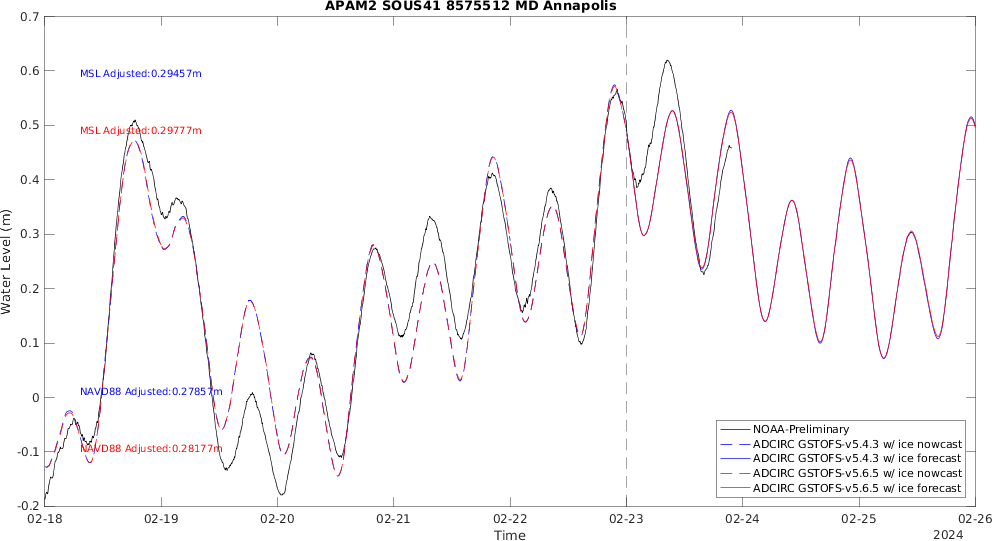 APAM2 SOUS41 8575512 MD Annapolis
0.7
0.6
0.5
0.4
0.3
0.2
0.1
0
-0.1
-0.2
Water Level (m)
MSL Adjusted:0.29457m
MSL Adjusted:0.29777m
NAVD88 Adjusted:0.27857m
NAVD88 Adjusted:0.28177m
NOAA-Preliminary
ADCIRC GSTOFS-v5.4.3 w/ ice nowcast
ADCIRC GSTOFS-v5.4.3 w/ ice forecast
ADCIRC GSTOFS-v5.6.5 w/ ice nowcast
ADCIRC GSTOFS-v5.6.5 w/ ice forecast
02-18 02-19 02-20 02-21 02-22 02-23 02-24 02-25 02-26
Time
2024